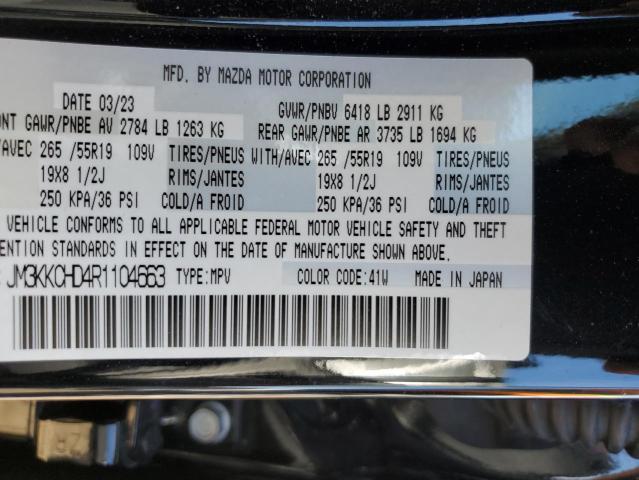 MFD. BY MAZDA MOTOR CORPORATION
DATE 03/23 GVWR/PNBV 6418 LB 2911 KG
NT GAWR/PNBE AV 2784 LB 1263 KG REAR GAWR/PNBE AR 3735 LB 1694 KG
/AVEC 265 /55R19 109V TIRES/PNEUS WITH/AVEC 265 /55R19 109V TIRES/PNEUS
19X8 1/2J RIMS/JANTES 19X8 1/2J RIMS/JANTES
250 KPA/36 PSI COLD/A FROID 250 KPA/36 PSI COLD/A FROID
VEHICLE CONFORMS TO ALL APPLICABLE FEDERAL MOTOR VEHICLE SAFETY AND THEFT
ENTION STANDARDS IN EFFECT ON THE DATE OF MANUFACTURE SHOWN ABOVE.
: JM3KKCHD4R1104663 TYPE:MPV COLOR CODE:41W MADE IN JAPAN